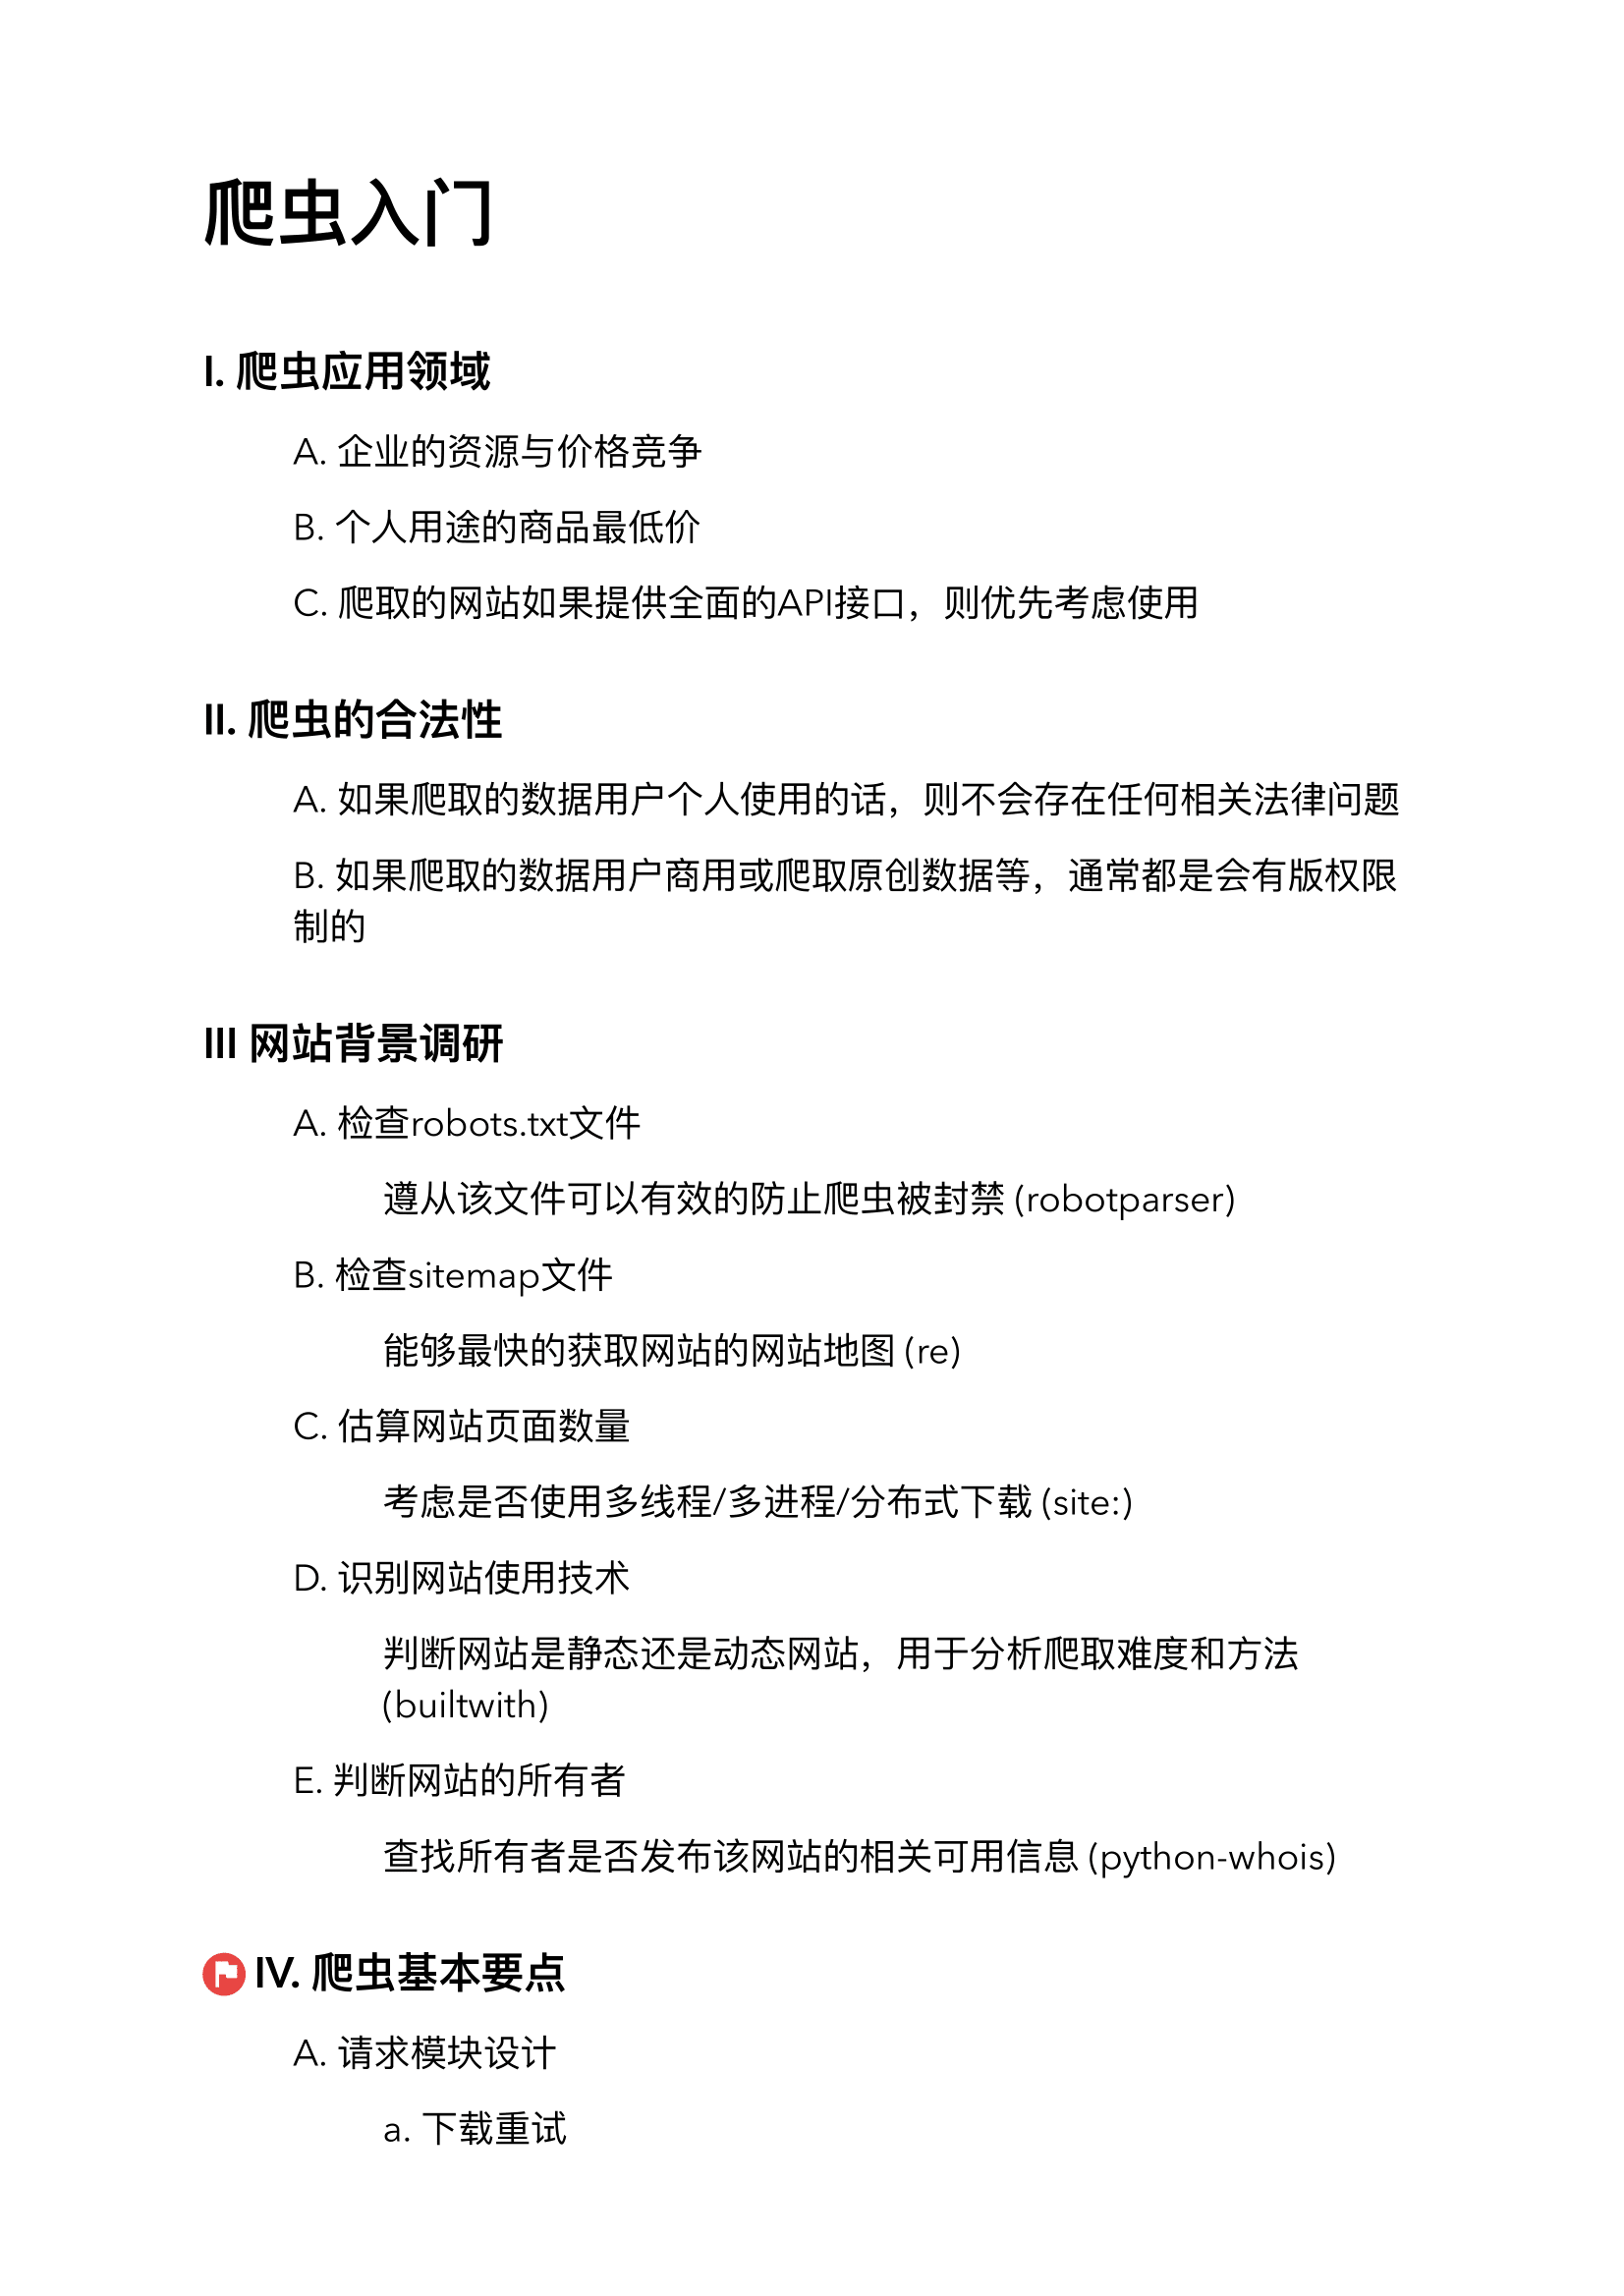 爬虫入门
I. 爬虫应用领域
A. 企业的资源与价格竞争
B. 个人用途的商品最低价
C. 爬取的网站如果提供全面的API接口，则优先考虑使用
II. 爬虫的合法性
A. 如果爬取的数据用户个人使用的话，则不会存在任何相关法律问题
B. 如果爬取的数据用户商用或爬取原创数据等，通常都是会有版权限
制的
III 网站背景调研
A. 检查robots.txt文件
遵从该文件可以有效的防止爬虫被封禁 (robotparser)
B. 检查sitemap文件
能够最快的获取网站的网站地图 (re)
C. 估算网站页面数量
考虑是否使用多线程/多进程/分布式下载 (site:)
D. 识别网站使用技术
判断网站是静态还是动态网站，用于分析爬取难度和方法
(builtwith)
E. 判断网站的所有者
查找所有者是否发布该网站的相关可用信息 (python-whois)
IV. 爬虫基本要点
A. 请求模块设计
a. 下载重试